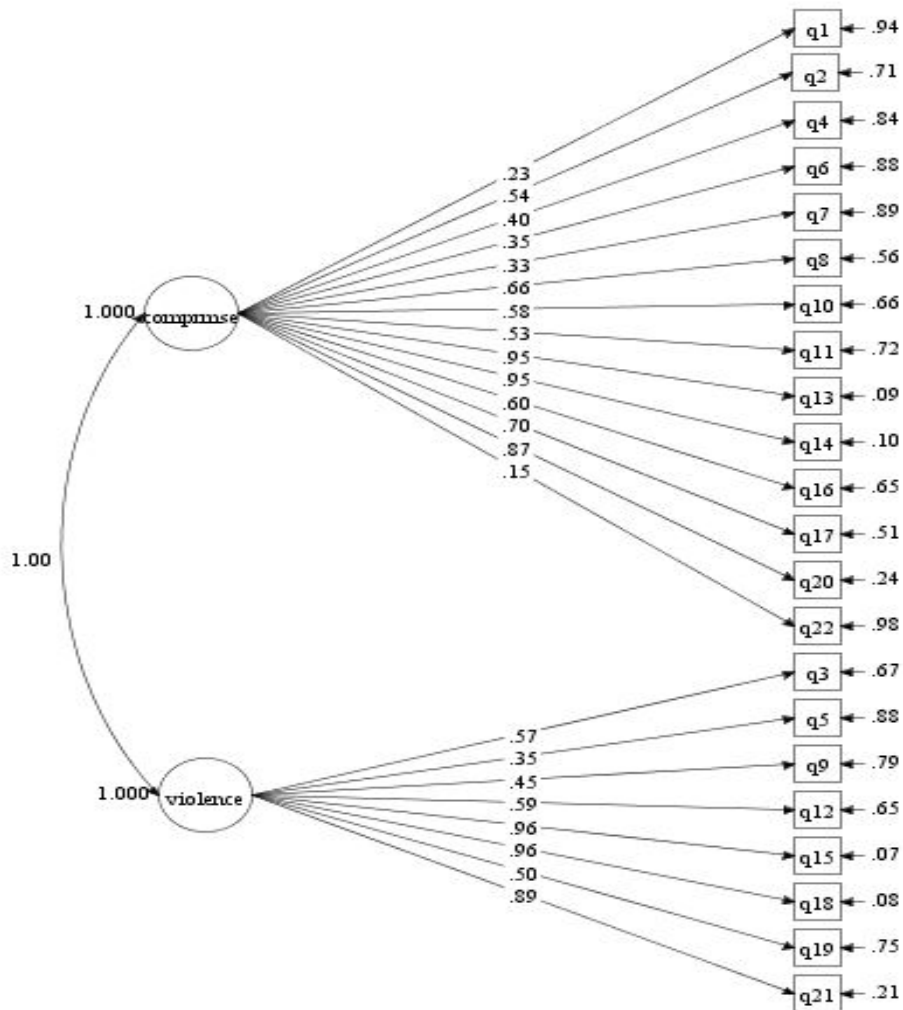 q1 .94
q2 .71
q4 .84
q6 .88
.23
.54
q7 .89
.40
.35
q8 .56
.33
.66
q10 .66
1.000 comprimse .58
.53
q11 .72
.95
.95
q13 .09
.60
.70
q14 .10
.87
.15
q16 .65
q17 .51
1.00
q20 .24
q22 .98
q3 .67
q5 .88
.57
.35
q9 .79
.45
1.000 violence
.59
q12 .65
.96
.96
q15 .07
.50
.89
q18 .08
q19 .75
q21 .21